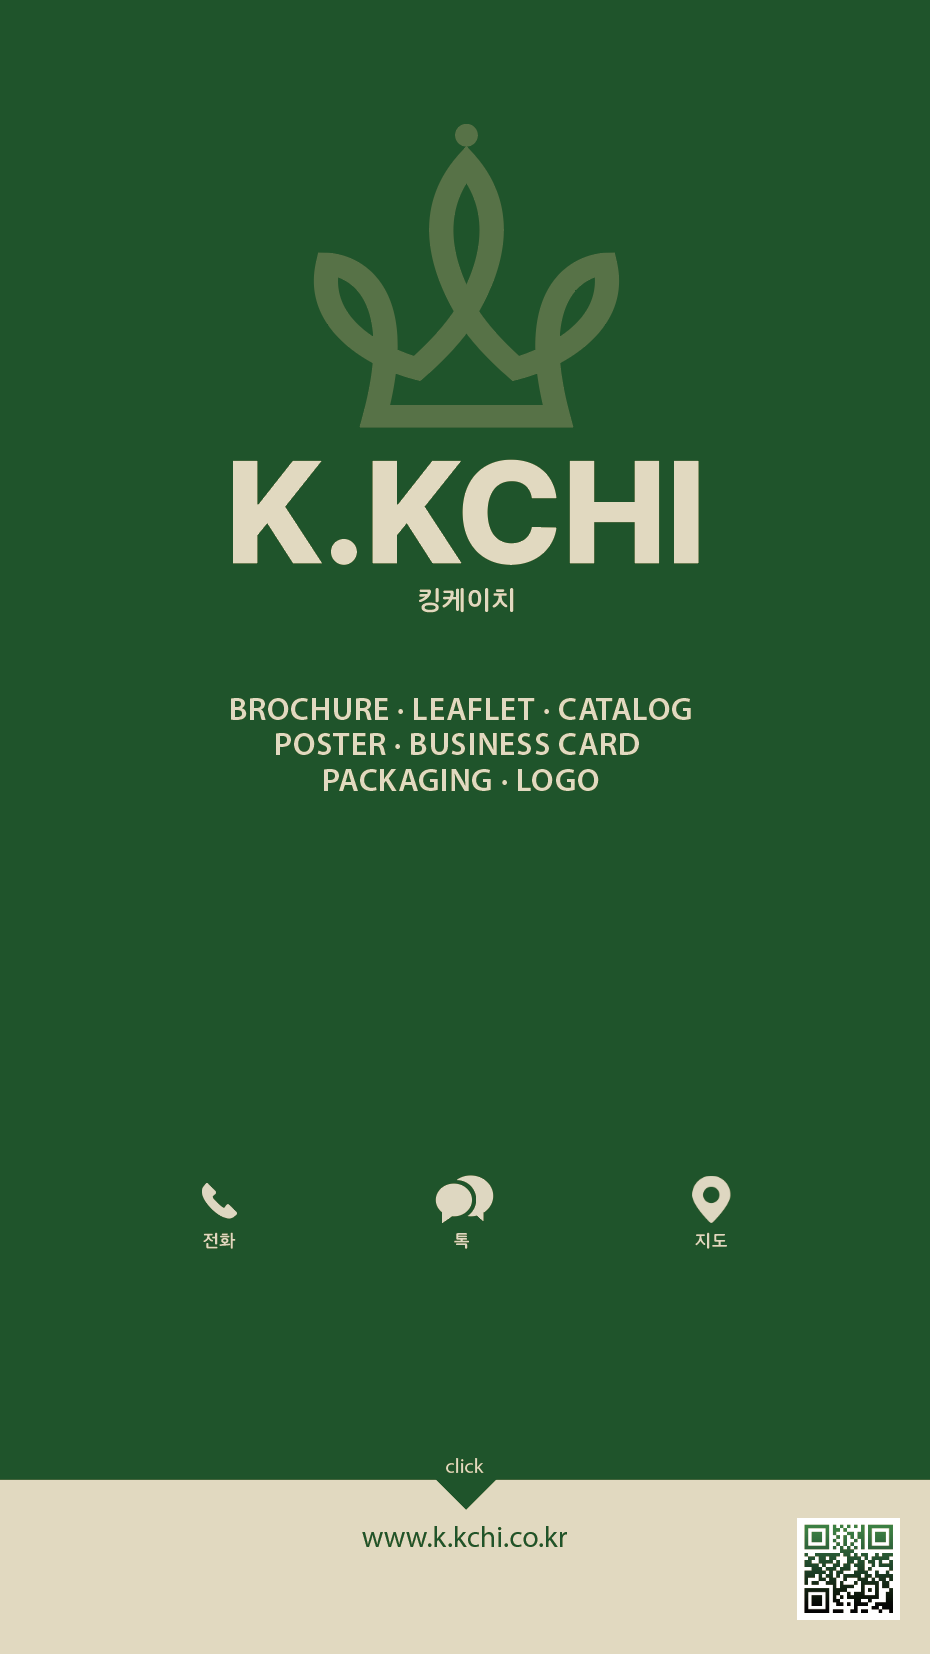 K.KCHI
킹케이치
BROCHURE · LEAFLET · CATALOG
POSTER · BUSINESS CARD
PACKAGING · LOGO
전화 톡 지도
click
www.k.kchi.co.kr